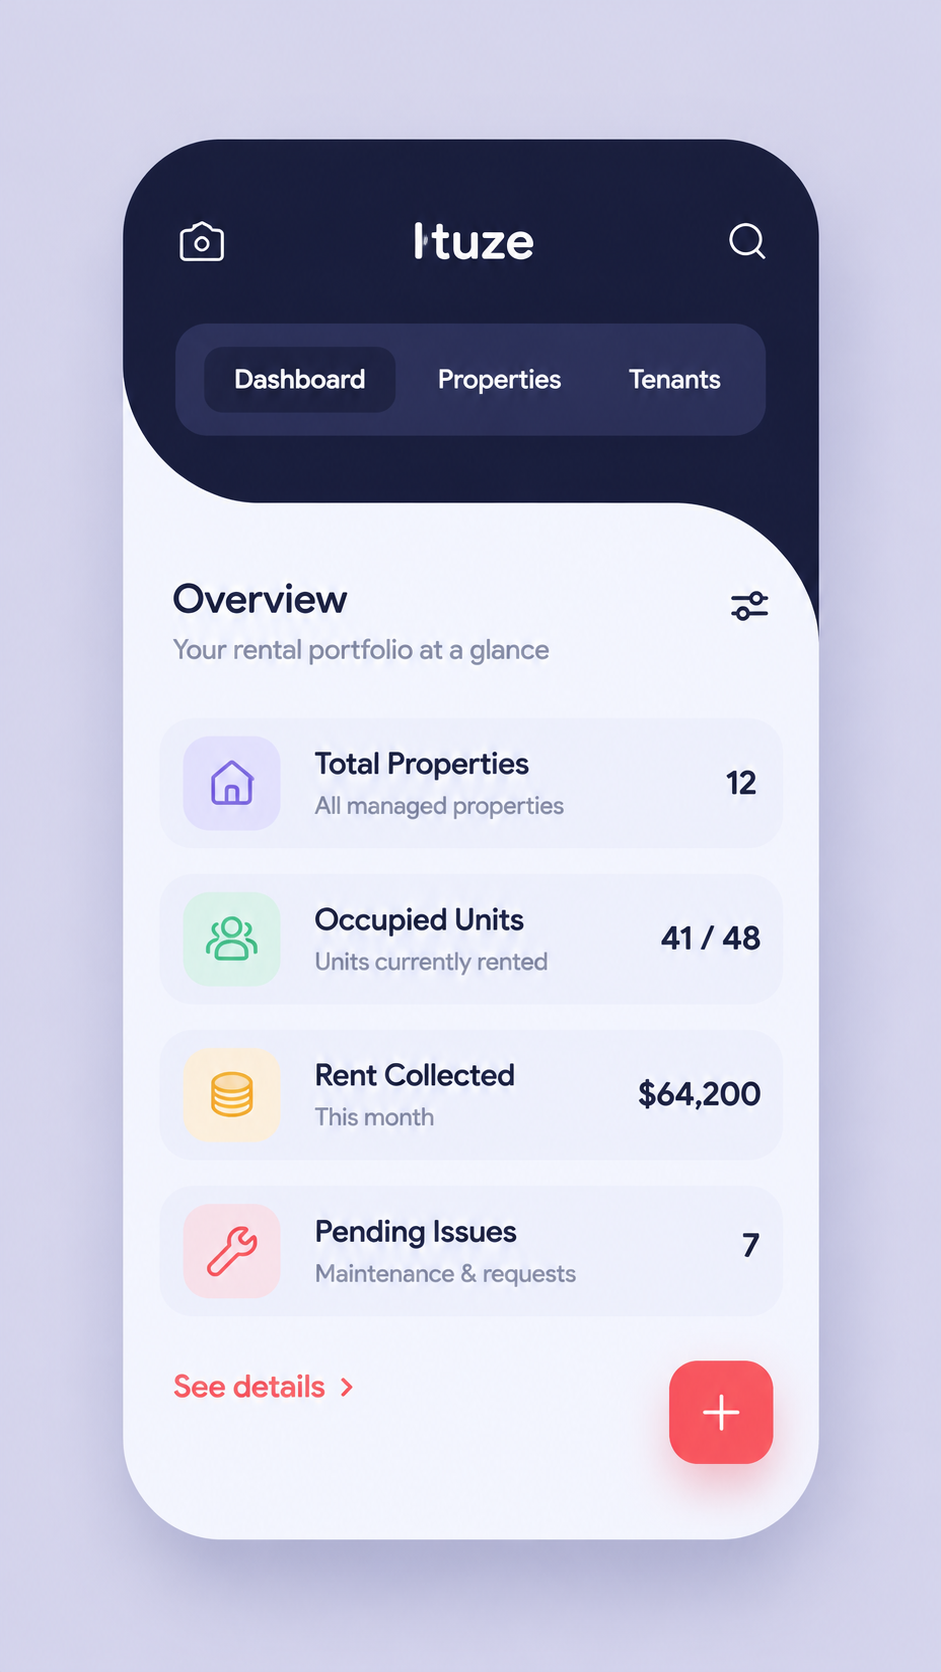 Ituze
Dashboard Properties Tenants
Overview
Your rental portfolio at a glance
Total Properties
All managed properties
12
Occupied Units
Units currently rented
41 / 48
Rent Collected
This month
$64,200
Pending Issues
Maintenance & requests
7
See details